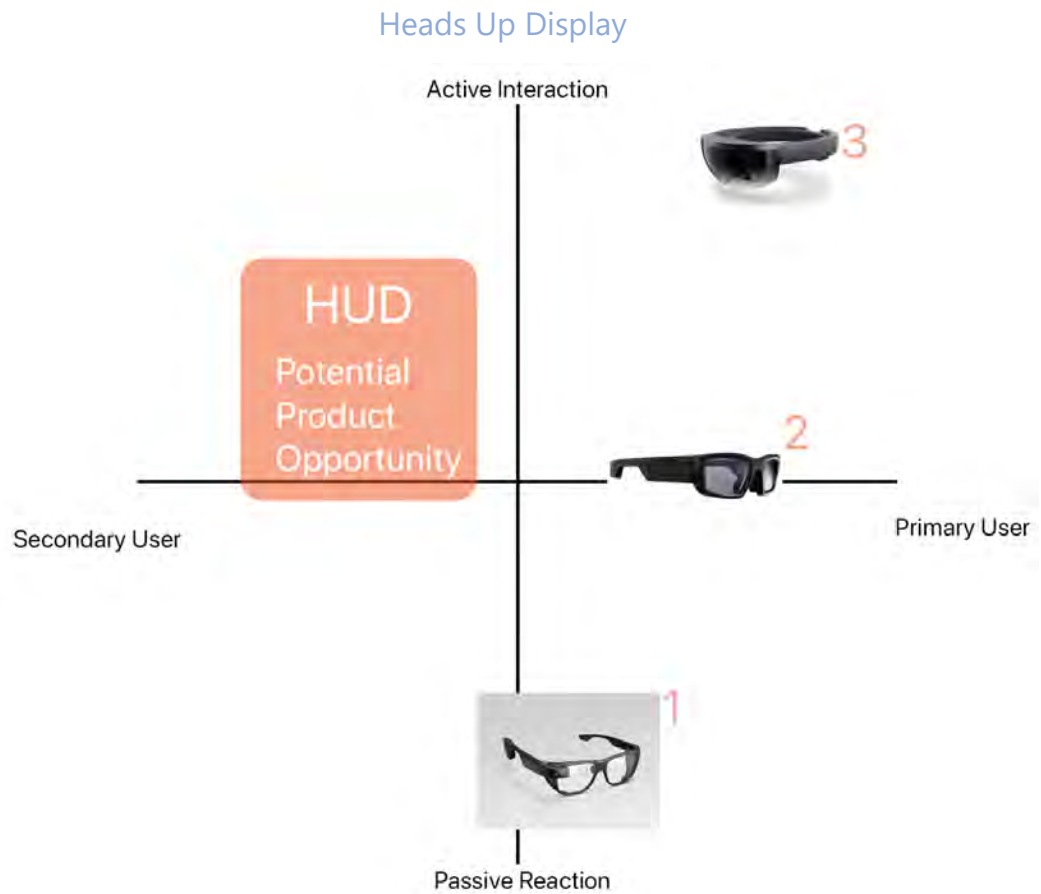 Heads Up Display
Active Interaction
3
HUD
Potential
Product
Opportunity
2
Secondary User
Primary User
1
Passive Reaction